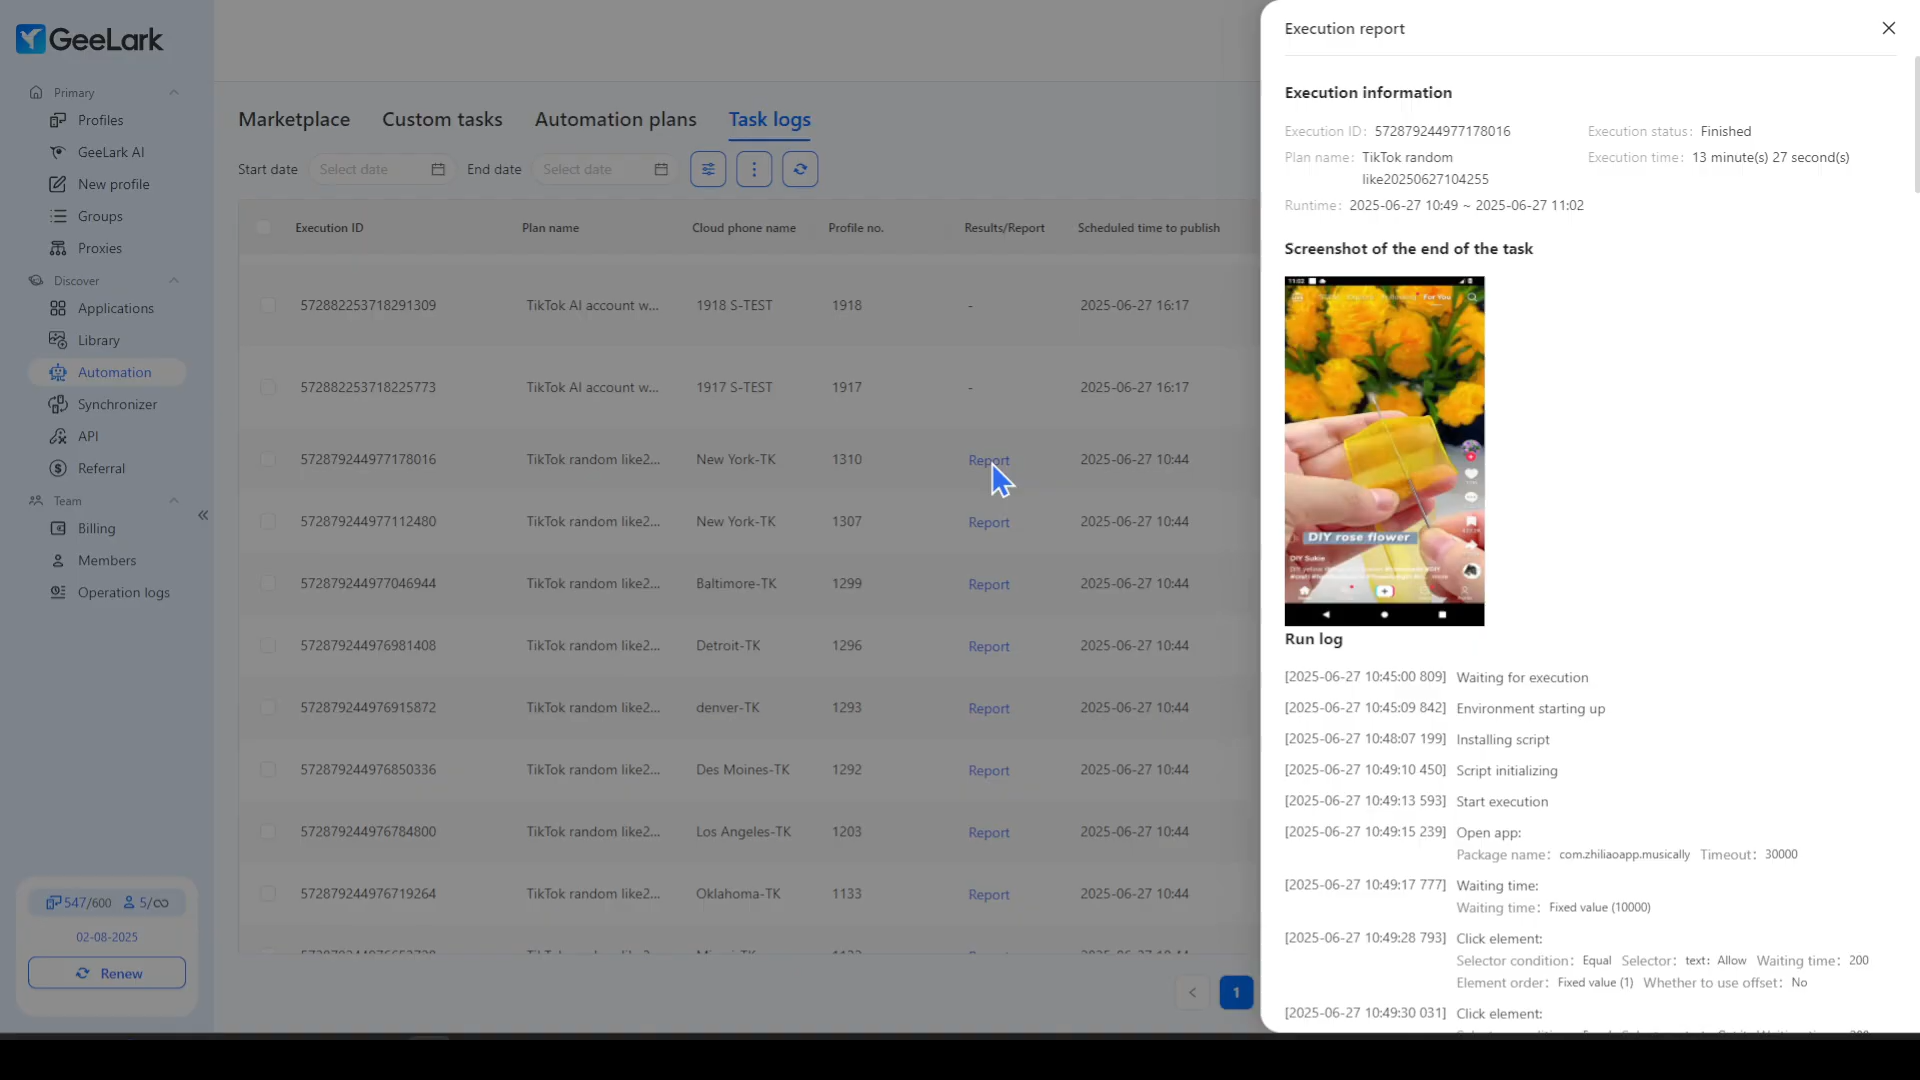 GeeLark
Primary
Profiles
GeeLark AI
New profile
Groups
Proxies
Discover
Applications
Library
Automation
Synchronizer
API
Referral
Team
Billing
Members
Operation logs
547/600 5/∞
02-08-2025
Renew
Marketplace Custom tasks Automation plans Task logs
Start date Select date End date Select date
Execution ID Plan name Cloud phone name Profile no. Results/Report Scheduled time to publish
572882253718291309 TikTok AI account w... 1918 S-TEST 1918 - 2025-06-27 16:17
572882253718225773 TikTok AI account w... 1917 S-TEST 1917 - 2025-06-27 16:17
572879244977178016 TikTok random like2... New York-TK 1310 Report 2025-06-27 10:44
572879244977112480 TikTok random like2... New York-TK 1307 Report 2025-06-27 10:44
572879244977046944 TikTok random like2... Baltimore-TK 1299 Report 2025-06-27 10:44
572879244976981408 TikTok random like2... Detroit-TK 1296 Report 2025-06-27 10:44
572879244976915872 TikTok random like2... denver-TK 1293 Report 2025-06-27 10:44
572879244976850336 TikTok random like2... Des Moines-TK 1292 Report 2025-06-27 10:44
572879244976784800 TikTok random like2... Los Angeles-TK 1203 Report 2025-06-27 10:44
572879244976719264 TikTok random like2... Oklahoma-TK 1133 Report 2025-06-27 10:44
1
Execution report
Execution information
Execution ID: 572879244977178016 Execution status: Finished
Plan name: TikTok random Execution time: 13 minute(s) 27 second(s)
like20250627104255
Runtime: 2025-06-27 10:49 ~ 2025-06-27 11:02
Screenshot of the end of the task
11:02
For You
DIY rose flower
DIY Sukie
Run log
[2025-06-27 10:45:00 809] Waiting for execution
[2025-06-27 10:45:09 842] Environment starting up
[2025-06-27 10:48:07 199] Installing script
[2025-06-27 10:49:10 450] Script initializing
[2025-06-27 10:49:13 593] Start execution
[2025-06-27 10:49:15 239] Open app:
Package name: com.zhiliaoapp.musically Timeout: 30000
[2025-06-27 10:49:17 777] Waiting time:
Waiting time: Fixed value (10000)
[2025-06-27 10:49:28 793] Click element:
Selector condition: Equal Selector: text: Allow Waiting time: 200
Element order: Fixed value (1) Whether to use offset: No
[2025-06-27 10:49:30 031] Click element: